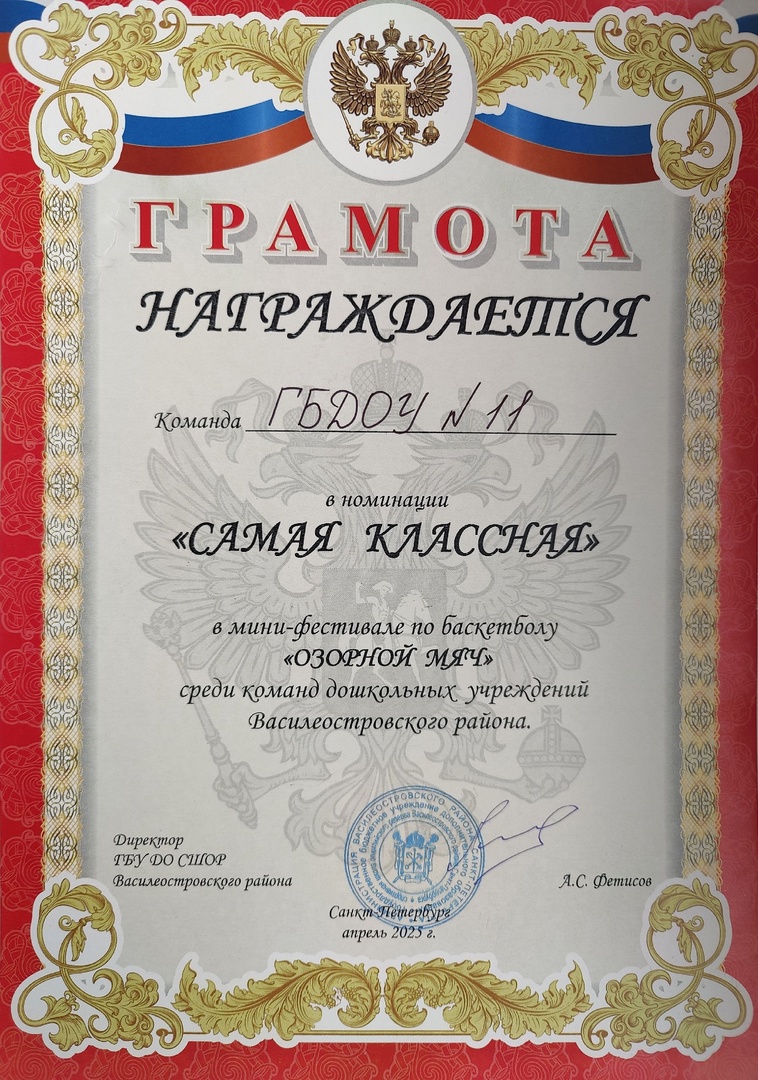 ГРАМОТА
НАГРАЖДАЕТСЯ
Команда ГБДОУ N 11
в номинации
«САМАЯ КЛАССНАЯ»
в мини-фестивале по баскетболу
«ОЗОРНОЙ МЯЧ»
среди команд дошкольных учреждений
Василеостровского района.
Директор
ГБУ ДО СШОР
Василеостровского района
А.С. Фетисов
Санкт-Петербург
апрель 2025 г.